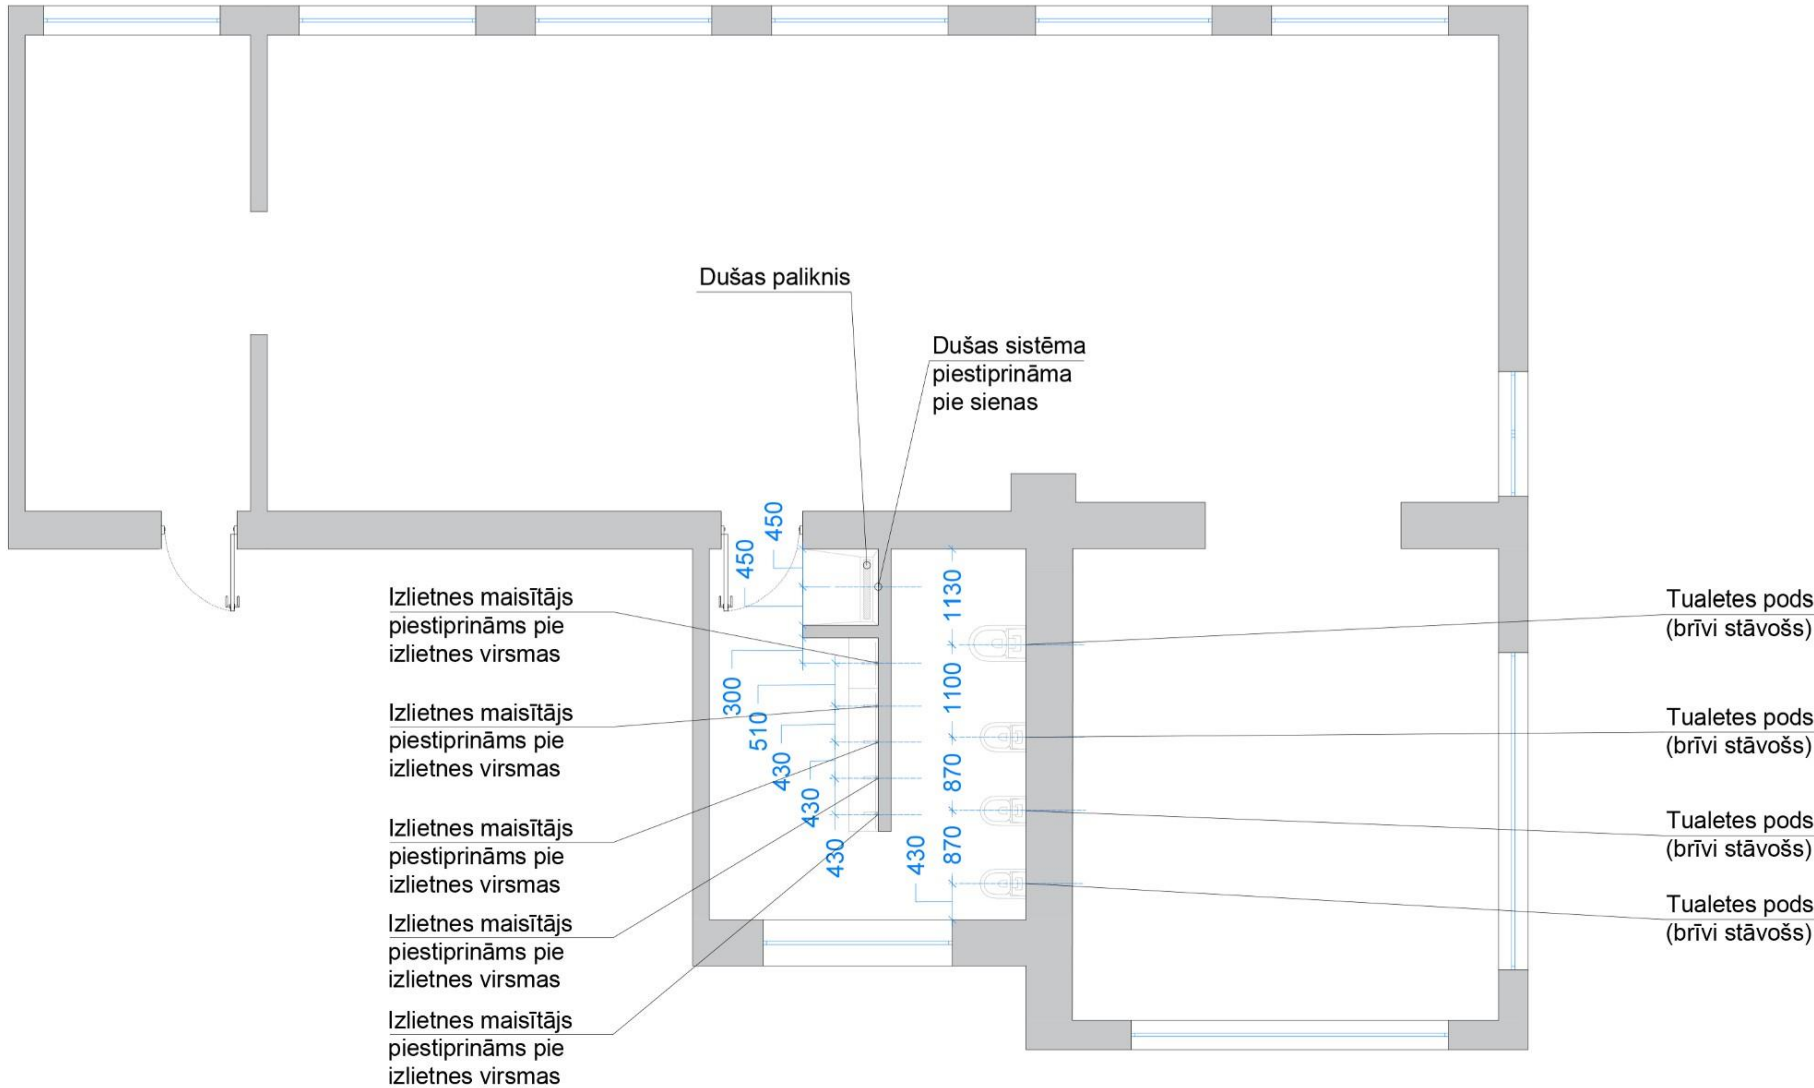 Dušas paliknis
Dušas sistēma
piestiprināma
pie sienas
450
450
1130
Izlietnes maisītājs
piestiprināms pie
izlietnes virsmas
Tualetes pods
(brīvi stāvošs)
300
1100
510
Izlietnes maisītājs
piestiprināms pie
izlietnes virsmas
Tualetes pods
(brīvi stāvošs)
430
430
870
Izlietnes maisītājs
piestiprināms pie
izlietnes virsmas
Tualetes pods
(brīvi stāvošs)
430
430
870
Izlietnes maisītājs
piestiprināms pie
izlietnes virsmas
Tualetes pods
(brīvi stāvošs)
Izlietnes maisītājs
piestiprināms pie
izlietnes virsmas